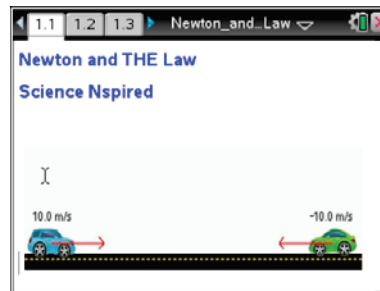 1.1 1.2 1.3 Newton_and…Law
Newton and THE Law
Science Nspired
10.0 m/s -10.0 m/s